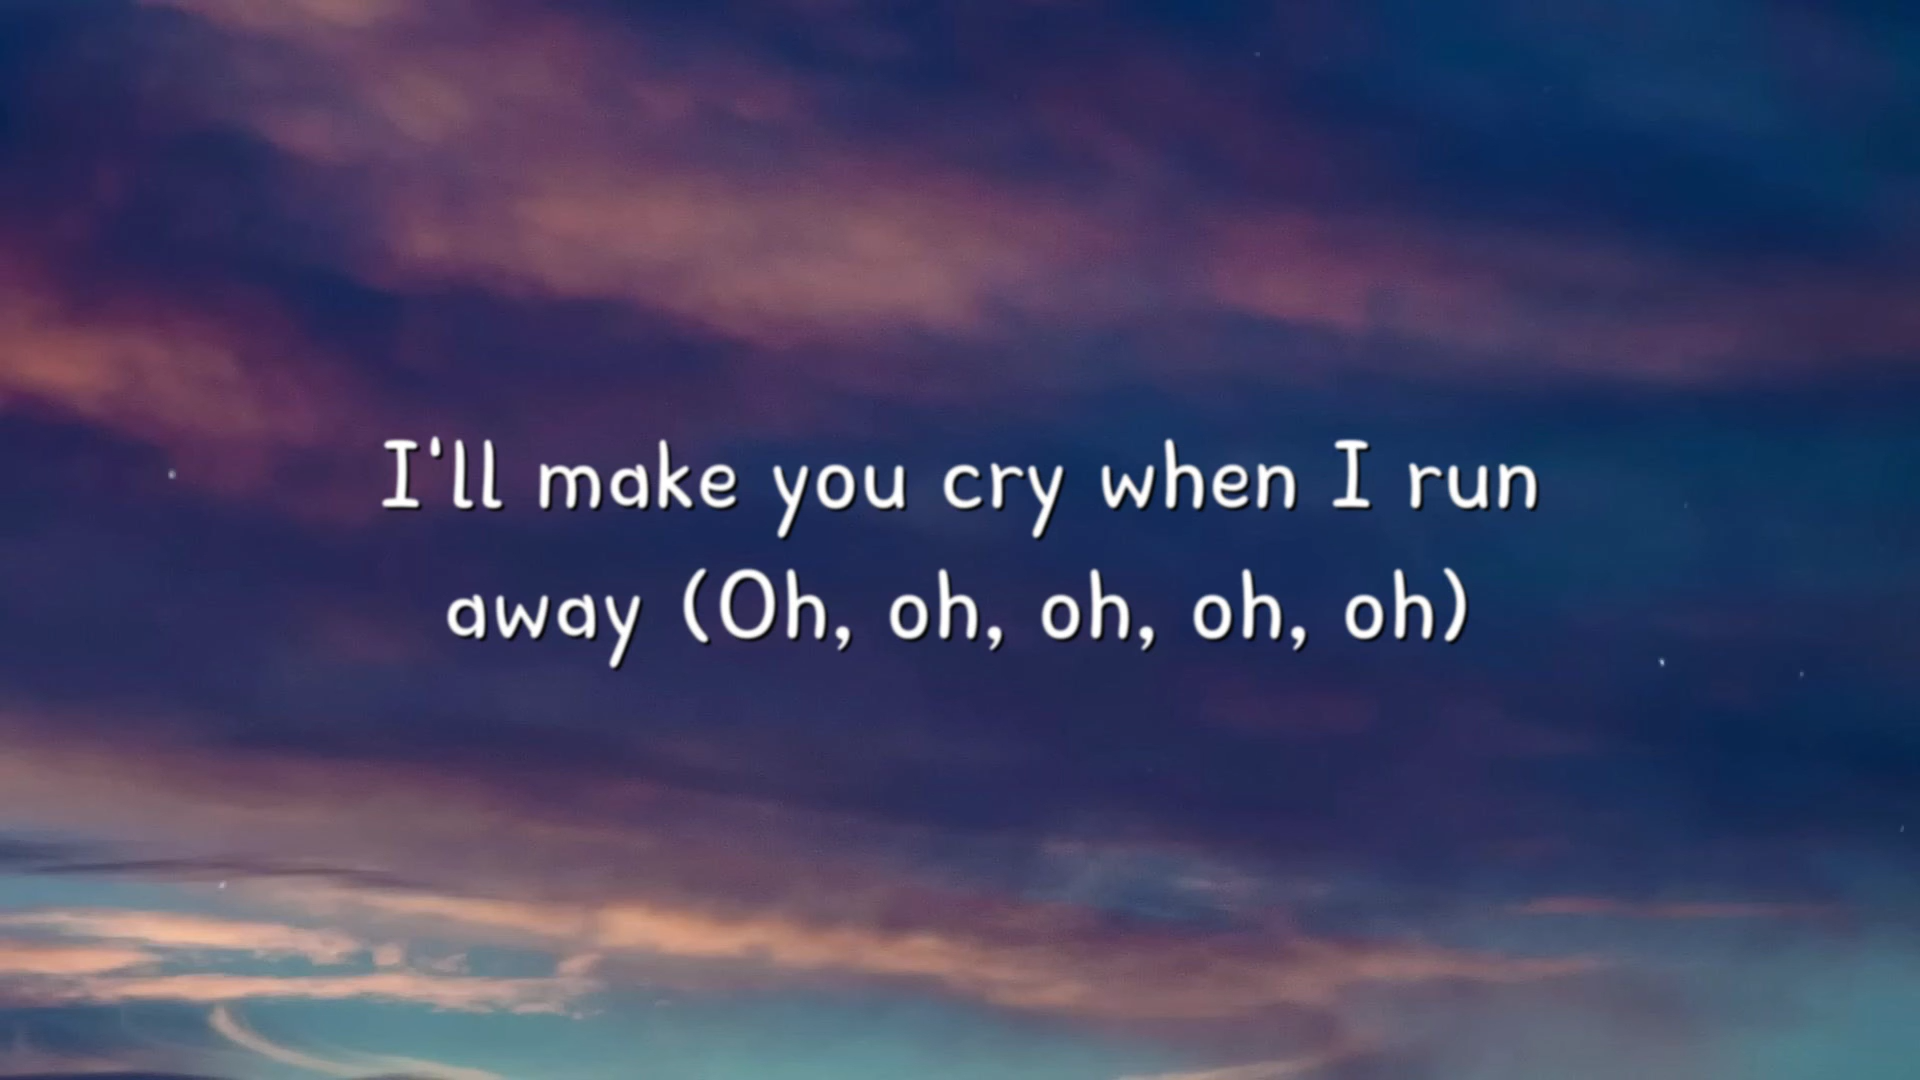 I'll make you cry when I run
away (Oh, oh, oh, oh, oh)